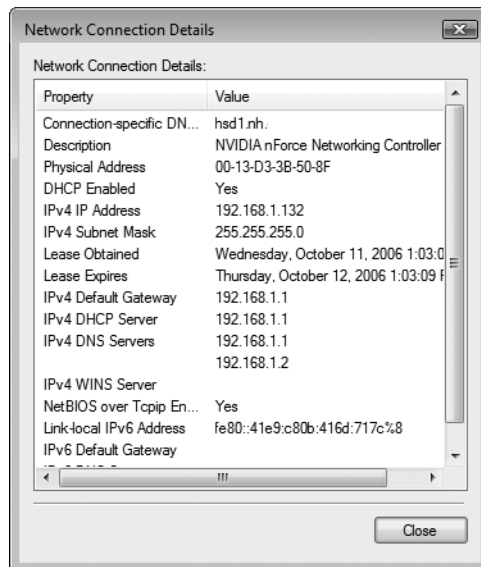 Network Connection Details
Network Connection Details:
Property Value
Connection-specific DN... hsd1.nh.
Description NVIDIA nForce Networking Controller
Physical Address 00-13-D3-3B-50-8F
DHCP Enabled Yes
IPv4 IP Address 192.168.1.132
IPv4 Subnet Mask 255.255.255.0
Lease Obtained Wednesday, October 11, 2006 1:03:0
Lease Expires Thursday, October 12, 2006 1:03:09
IPv4 Default Gateway 192.168.1.1
IPv4 DHCP Server 192.168.1.1
IPv4 DNS Servers 192.168.1.1
192.168.1.2
IPv4 WINS Server
NetBIOS over Tcpip En... Yes
Link-local IPv6 Address fe80::41e9:c80b:416d:717c%8
IPv6 Default Gateway
Close